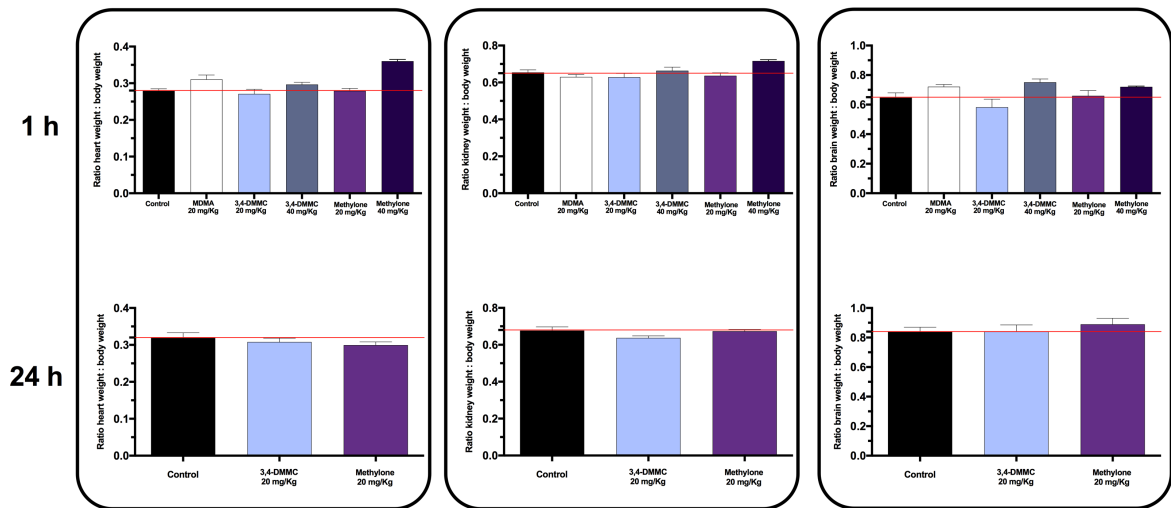 1 h
Ratio heart weight : body weight
0.4
0.3
0.2
0.1
0.0
Control
MDMA
20 mg/Kg
3,4-DMMC
20 mg/Kg
3,4-DMMC
40 mg/Kg
Methylone
20 mg/Kg
Methylone
40 mg/Kg
Ratio kidney weight : body weight
0.8
0.6
0.4
0.2
0.0
Control
MDMA
20 mg/Kg
3,4-DMMC
20 mg/Kg
3,4-DMMC
40 mg/Kg
Methylone
20 mg/Kg
Methylone
40 mg/Kg
Ratio brain weight : body weight
1.0
0.8
0.6
0.4
0.2
0.0
Control
MDMA
20 mg/Kg
3,4-DMMC
20 mg/Kg
3,4-DMMC
40 mg/Kg
Methylone
20 mg/Kg
Methylone
40 mg/Kg
24 h
Ratio heart weight : body weight
0.4
0.3
0.2
0.1
0.0
Control
3,4-DMMC
20 mg/Kg
Methylone
20 mg/Kg
Ratio kidney weight : body weight
0.8
0.6
0.4
0.2
0.0
Control
3,4-DMMC
20 mg/Kg
Methylone
20 mg/Kg
Ratio brain weight : body weight
1.0
0.8
0.6
0.4
0.2
0.0
Control
3,4-DMMC
20 mg/Kg
Methylone
20 mg/Kg